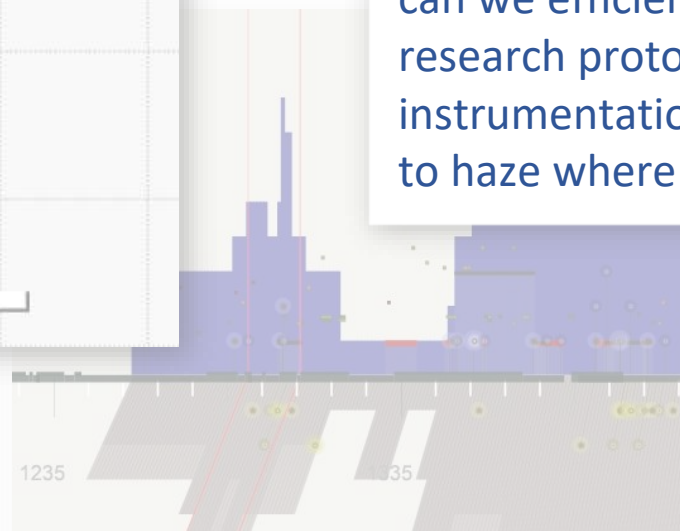 can we efficien
research proto
instrumentatio
to haze where
1235
1335